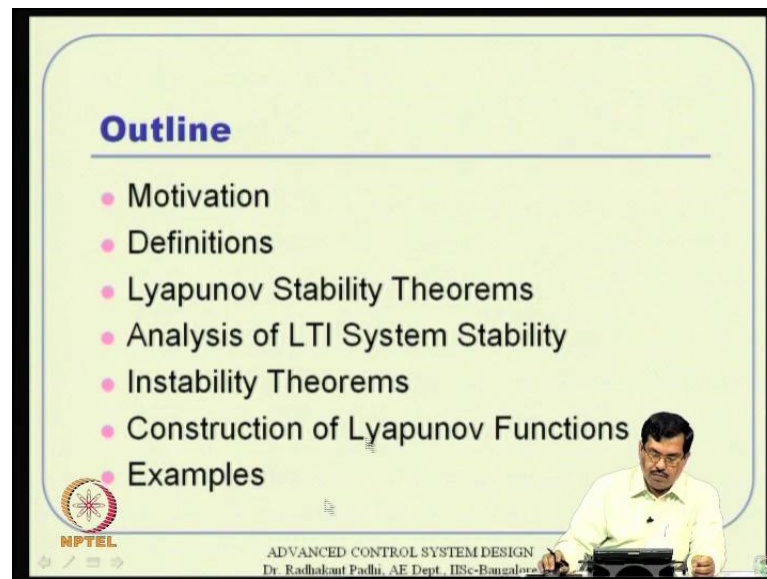 Outline
Motivation
Definitions
Lyapunov Stability Theorems
Analysis of LTI System Stability
Instability Theorems
Construction of Lyapunov Functions
Examples
NPTEL
ADVANCED CONTROL SYSTEM DESIGN
Dr. Radhakant Padhi, AE Dept., IISc-Bangalore